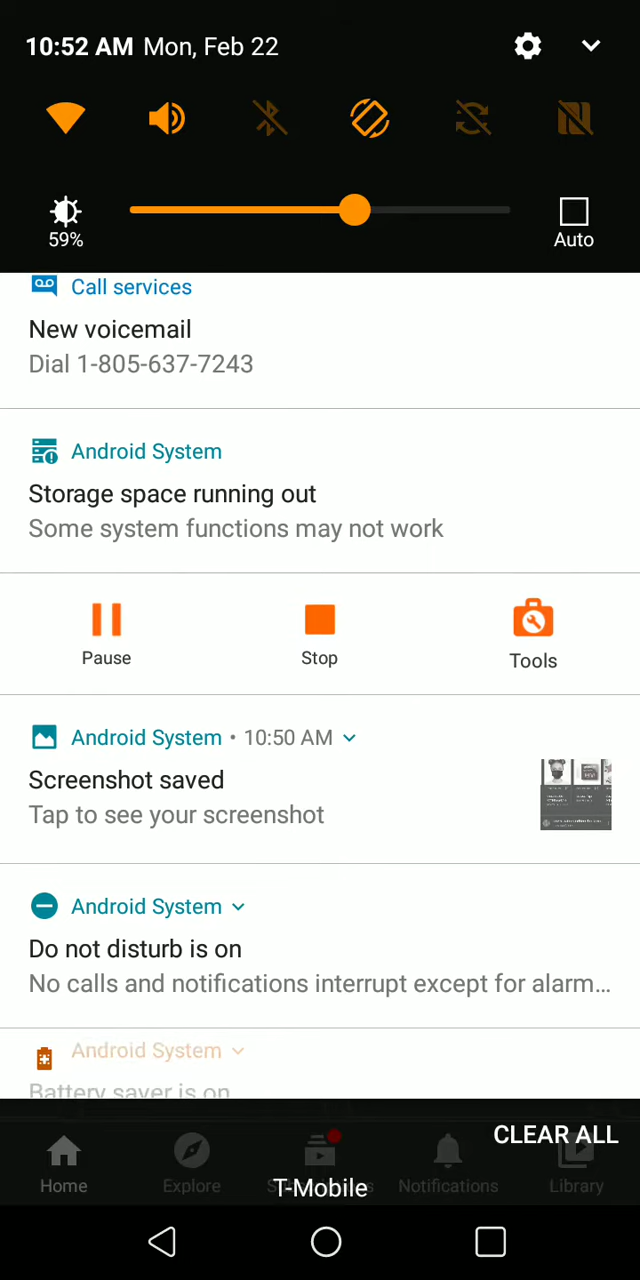 10:52 AM Mon, Feb 22
59%
Auto
Call services
New voicemail
Dial 1-805-637-7243
Android System
Storage space running out
Some system functions may not work
Pause
Stop
Tools
Android System • 10:50 AM
Screenshot saved
Tap to see your screenshot
Android System
Do not disturb is on
No calls and notifications interrupt except for alarm...
Android System
Battery saver is on
CLEAR ALL
Home
Explore
T-Mobile
Notifications
Library